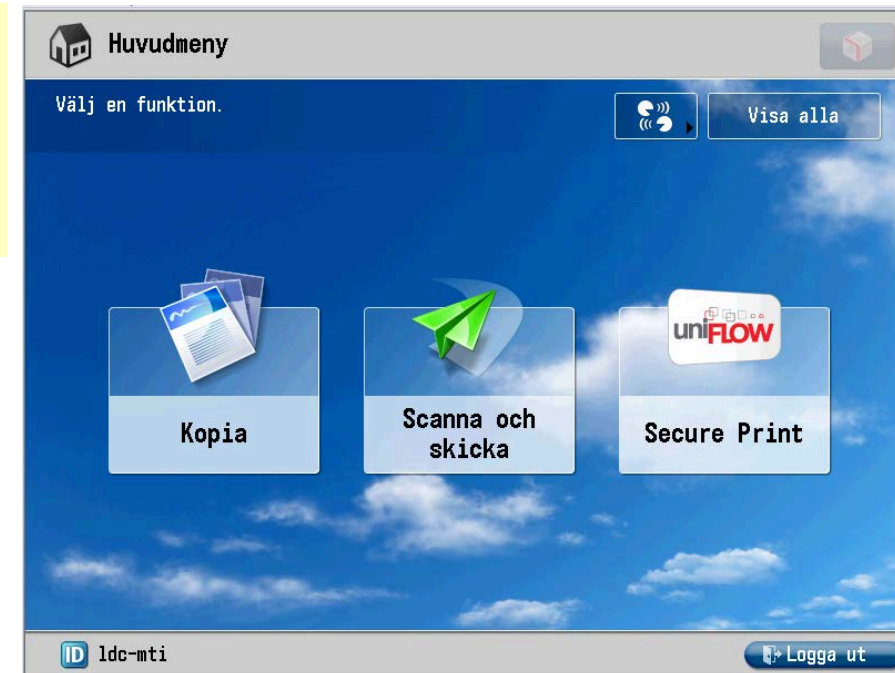 Huvudmeny
Välj en funktion.
Visa alla
uniFLOW
Kopia
Scanna och
skicka
Secure Print
ID ldc-mti
Logga ut